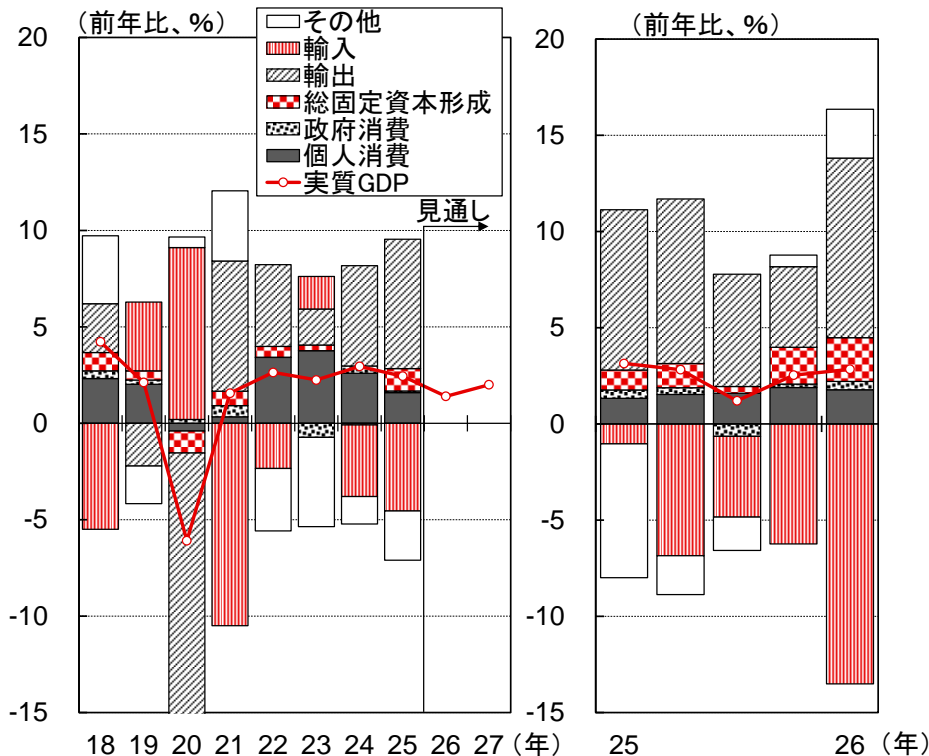 （前年比、%）
20
15
10
5
0
-5
-10
-15
その他
輸入
輸出
総固定資本形成
政府消費
個人消費
実質GDP
見通し
18 19 20 21 22 23 24 25 26 27（年）
（前年比、%）
20
15
10
5
0
-5
-10
-15
25 26（年）